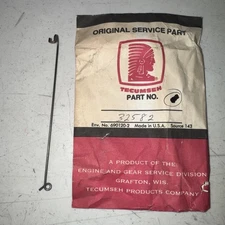 ORIGINAL SERVICE PART
TECUMSEH
PART NO.
32582
Env. No. 690120-2 Made in U.S.A. Source 142
A PRODUCT OF THE
ENGINE AND GEAR SERVICE DIVISION
GRAFTON, WIS.
TECUMSEH PRODUCTS COMPANY